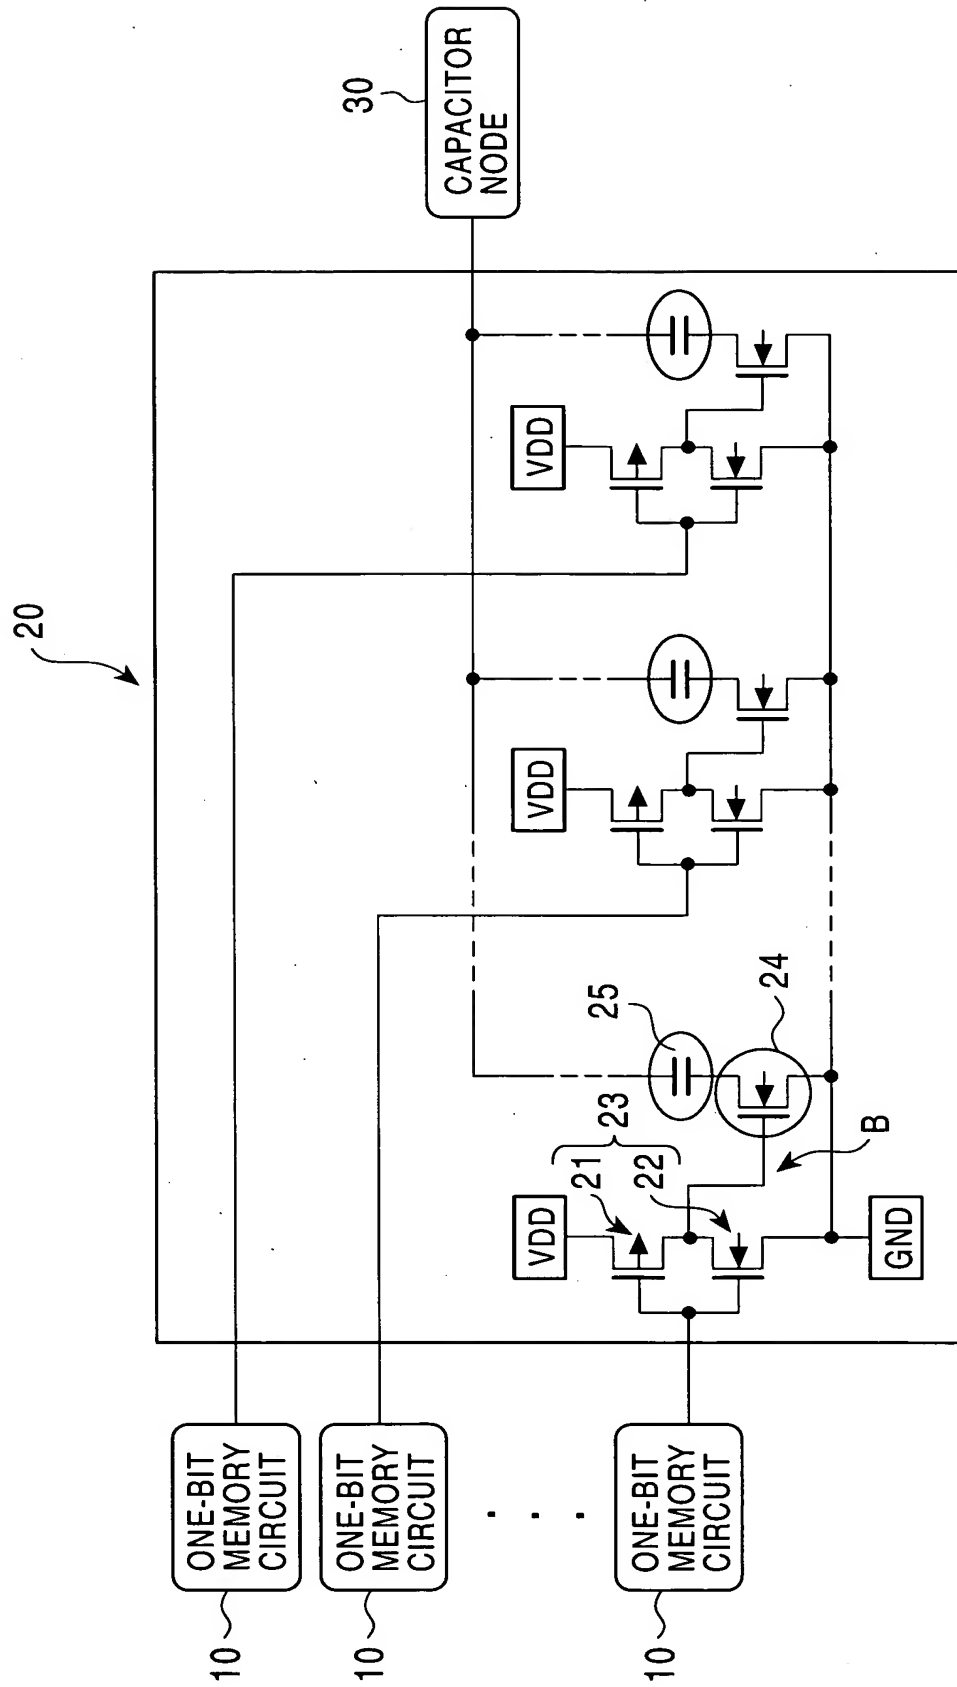 20
30
CAPACITOR
NODE
VDD
VDD
VDD
25
24
23
21
22
B
GND
10
ONE-BIT
MEMORY
CIRCUIT
10
ONE-BIT
MEMORY
CIRCUIT
. . .
10
ONE-BIT
MEMORY
CIRCUIT